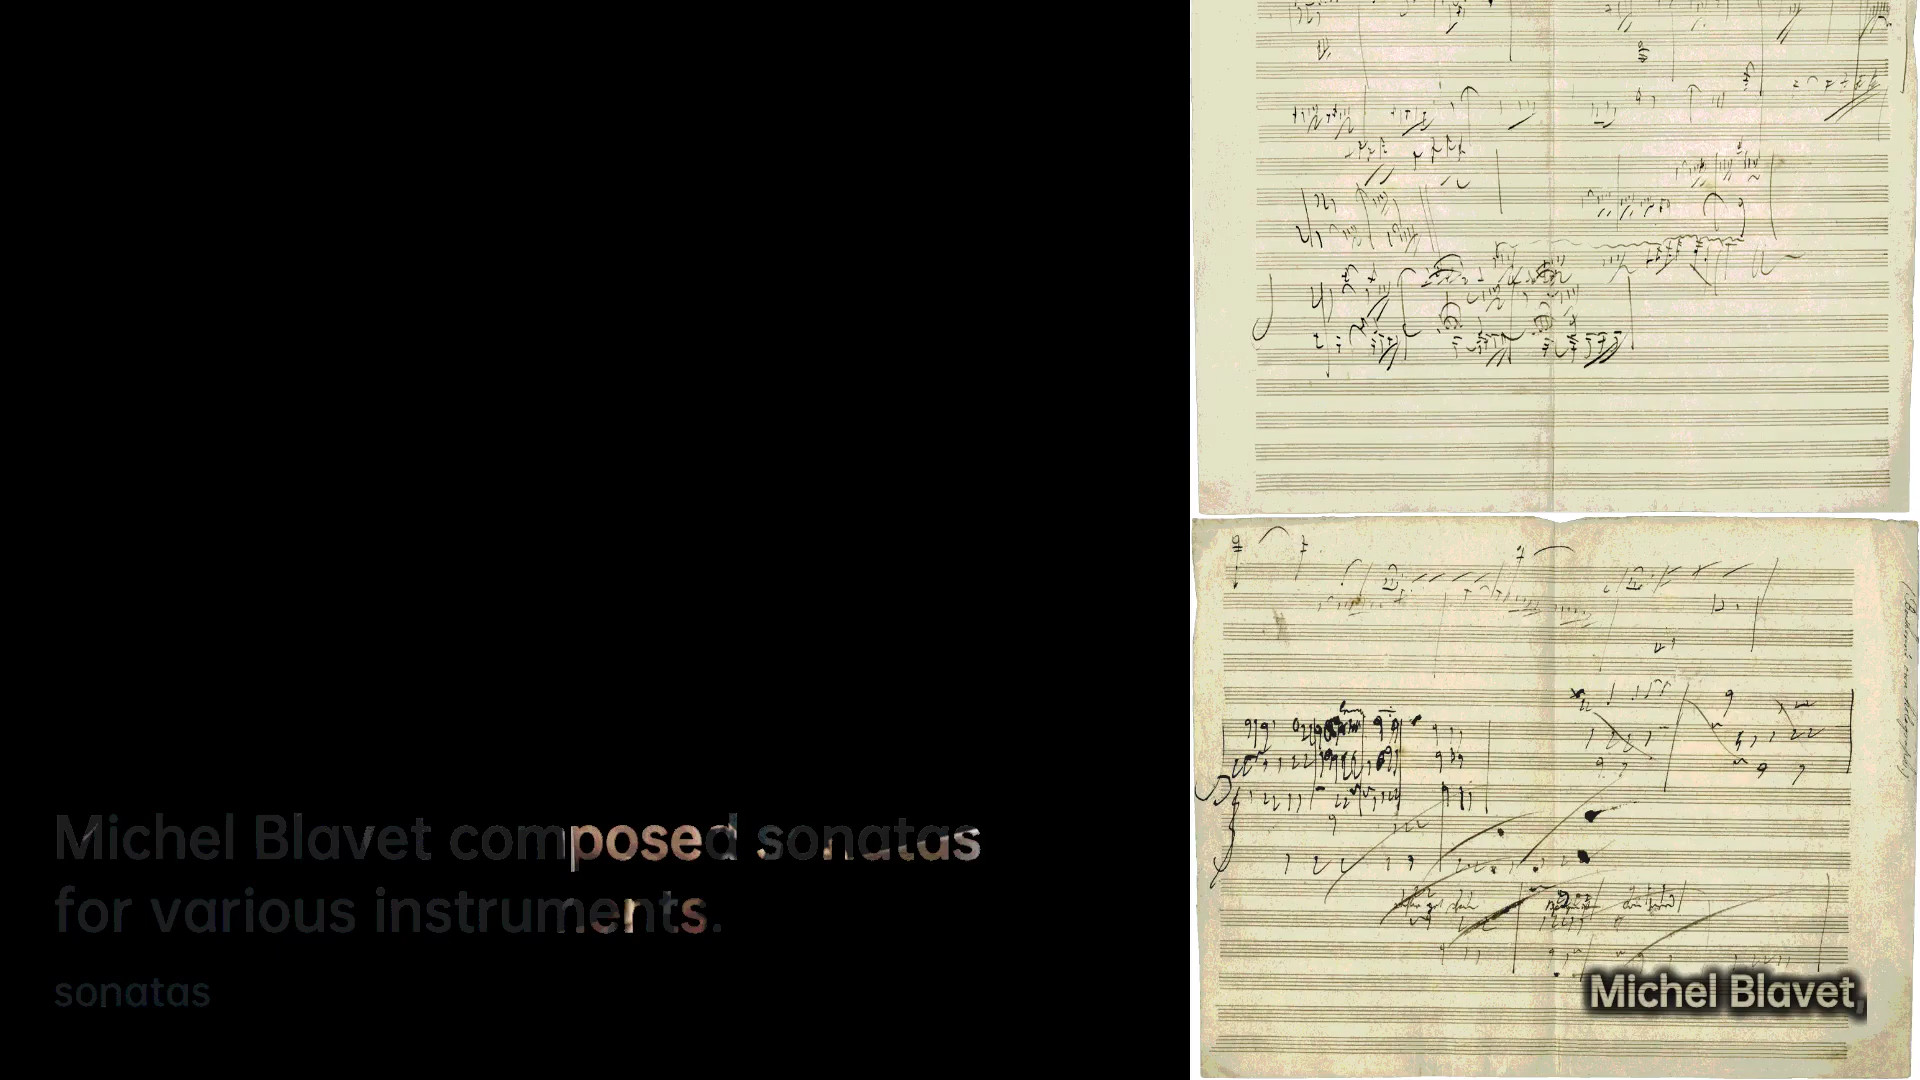 Michel Blavet composed sonatas
for various instruments.
sonatas
Michel Blavet,